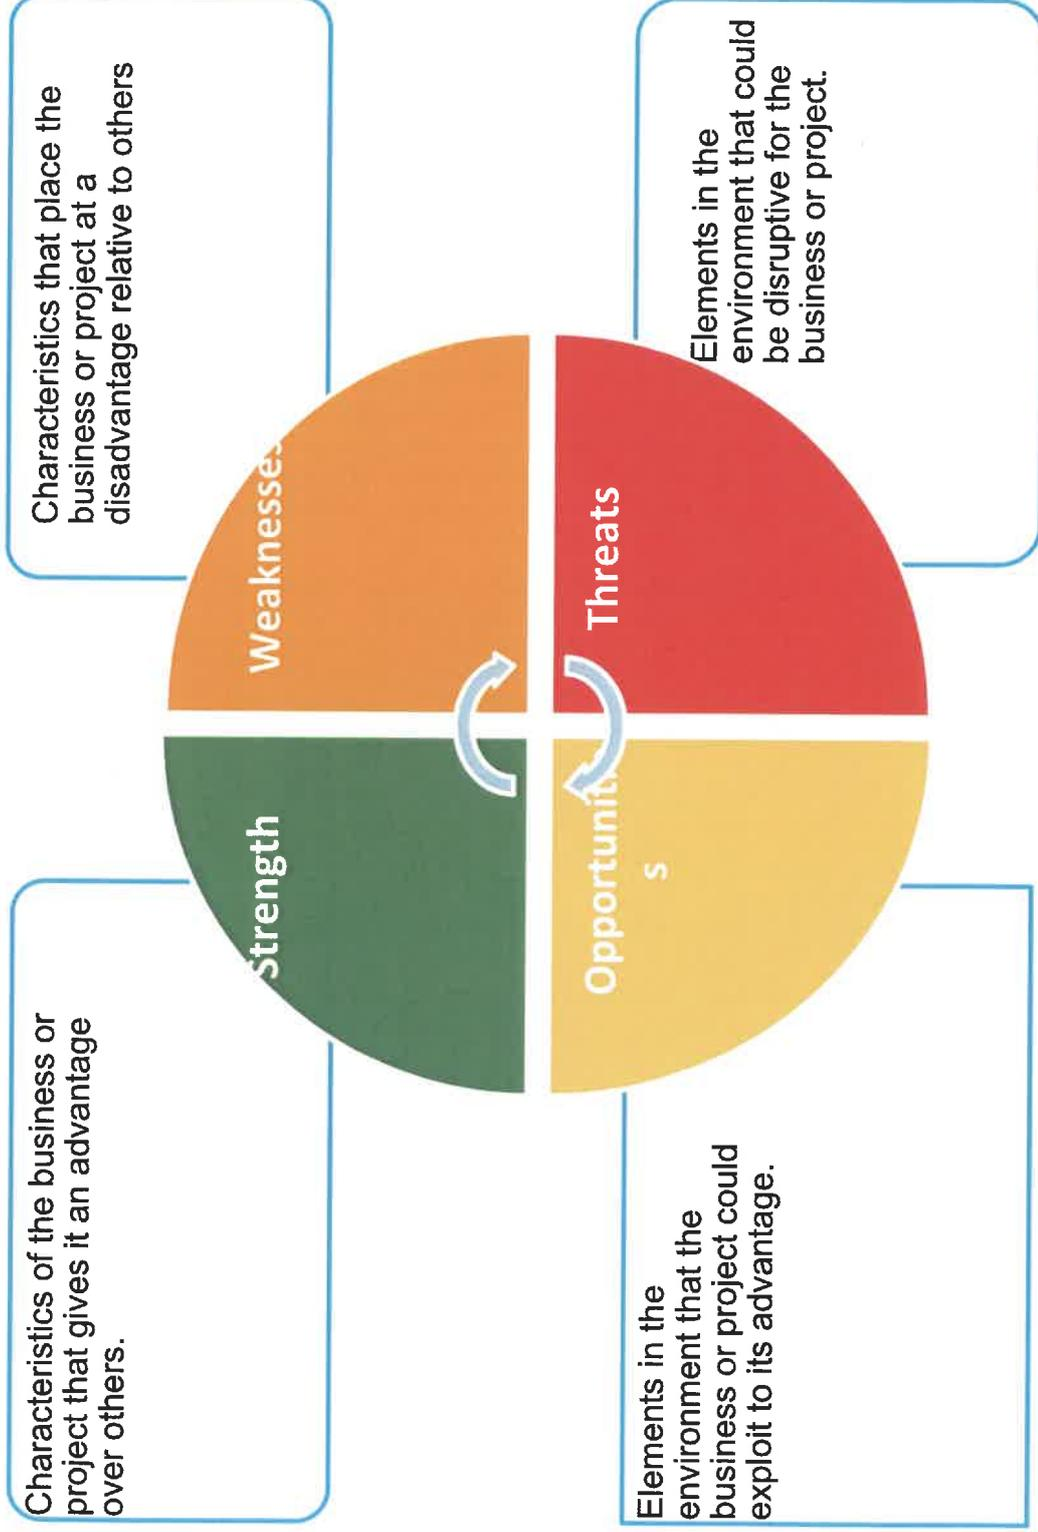 Characteristics of the business or
project that gives it an advantage
over others.
Characteristics that place the
business or project at a
disadvantage relative to others
Strength
Weaknesses
Opportuniti
s
Threats
Elements in the
environment that the
business or project could
exploit to its advantage.
Elements in the
environment that could
be disruptive for the
business or project.